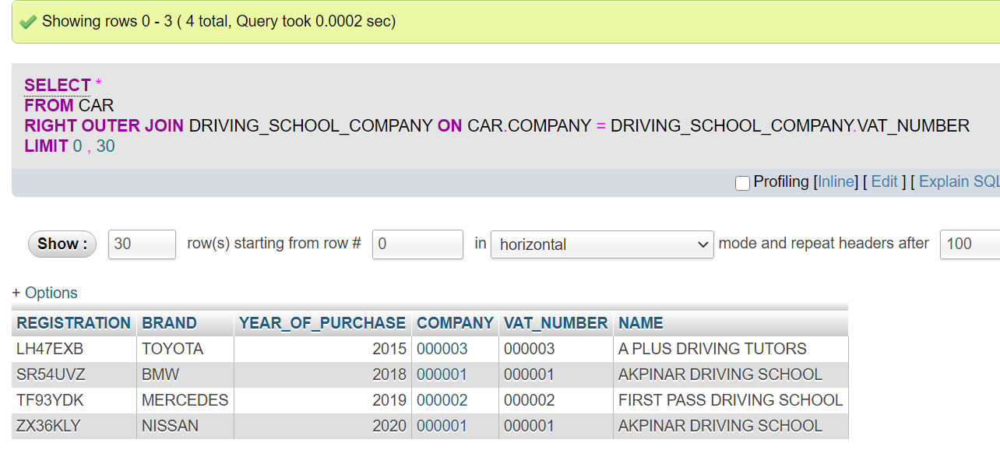 Showing rows 0 - 3 ( 4 total, Query took 0.0002 sec)
SELECT *
FROM CAR
RIGHT OUTER JOIN DRIVING_SCHOOL_COMPANY ON CAR.COMPANY = DRIVING_SCHOOL_COMPANY.VAT_NUMBER
LIMIT 0 , 30
Profiling [Inline] [ Edit ] [ Explain SQL
Show : 30 row(s) starting from row # 0 in horizontal mode and repeat headers after 100
+ Options
REGISTRATION BRAND YEAR_OF_PURCHASE COMPANY VAT_NUMBER NAME
LH47EXB TOYOTA 2015 000003 000003 A PLUS DRIVING TUTORS
SR54UVZ BMW 2018 000001 000001 AKPINAR DRIVING SCHOOL
TF93YDK MERCEDES 2019 000002 000002 FIRST PASS DRIVING SCHOOL
ZX36KLY NISSAN 2020 000001 000001 AKPINAR DRIVING SCHOOL